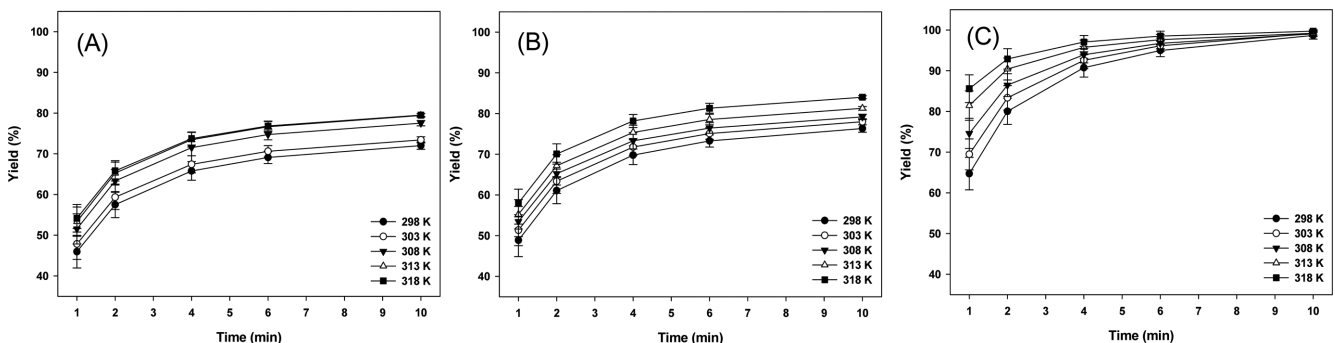 (A)
Yield (%)
100
90
80
70
60
50
40
298 K
303 K
308 K
313 K
318 K
1 2 3 4 5 6 7 8 9 10
Time (min)
(B)
Yield (%)
100
90
80
70
60
50
40
298 K
303 K
308 K
313 K
318 K
1 2 3 4 5 6 7 8 9 10
Time (min)
(C)
Yield (%)
100
90
80
70
60
50
40
298 K
303 K
308 K
313 K
318 K
1 2 3 4 5 6 7 8 9 10
Time (min)